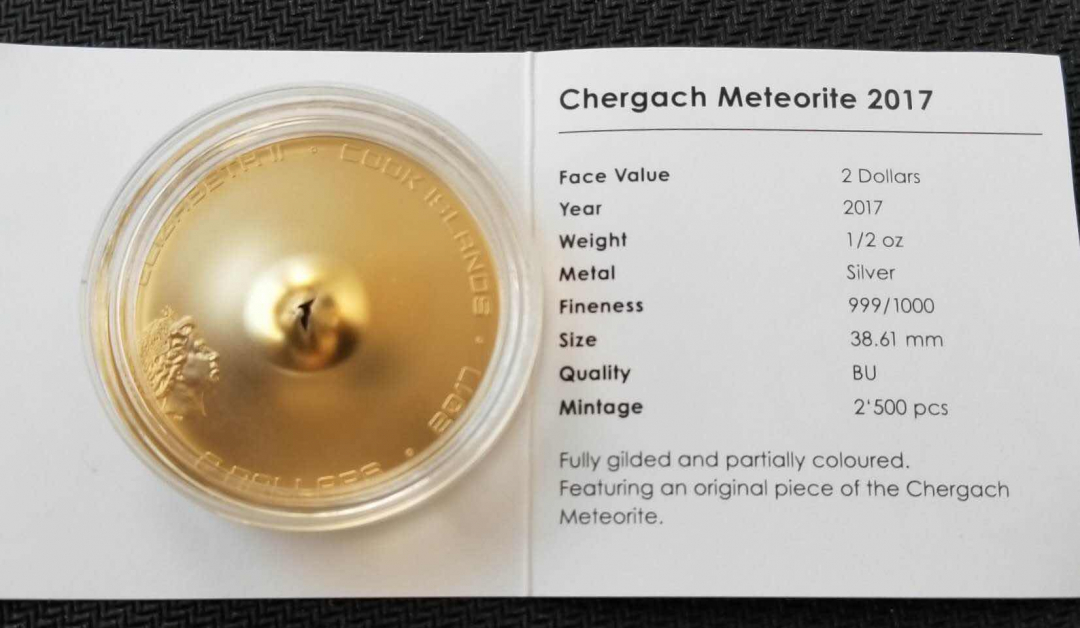 ELIZABETH II • COOK ISLANDS • 2017 • 2 DOLLARS
Chergach Meteorite 2017
Face Value 2 Dollars
Year 2017
Weight 1/2 oz
Metal Silver
Fineness 999/1000
Size 38.61 mm
Quality BU
Mintage 2'500 pcs
Fully gilded and partially coloured.
Featuring an original piece of the Chergach
Meteorite.